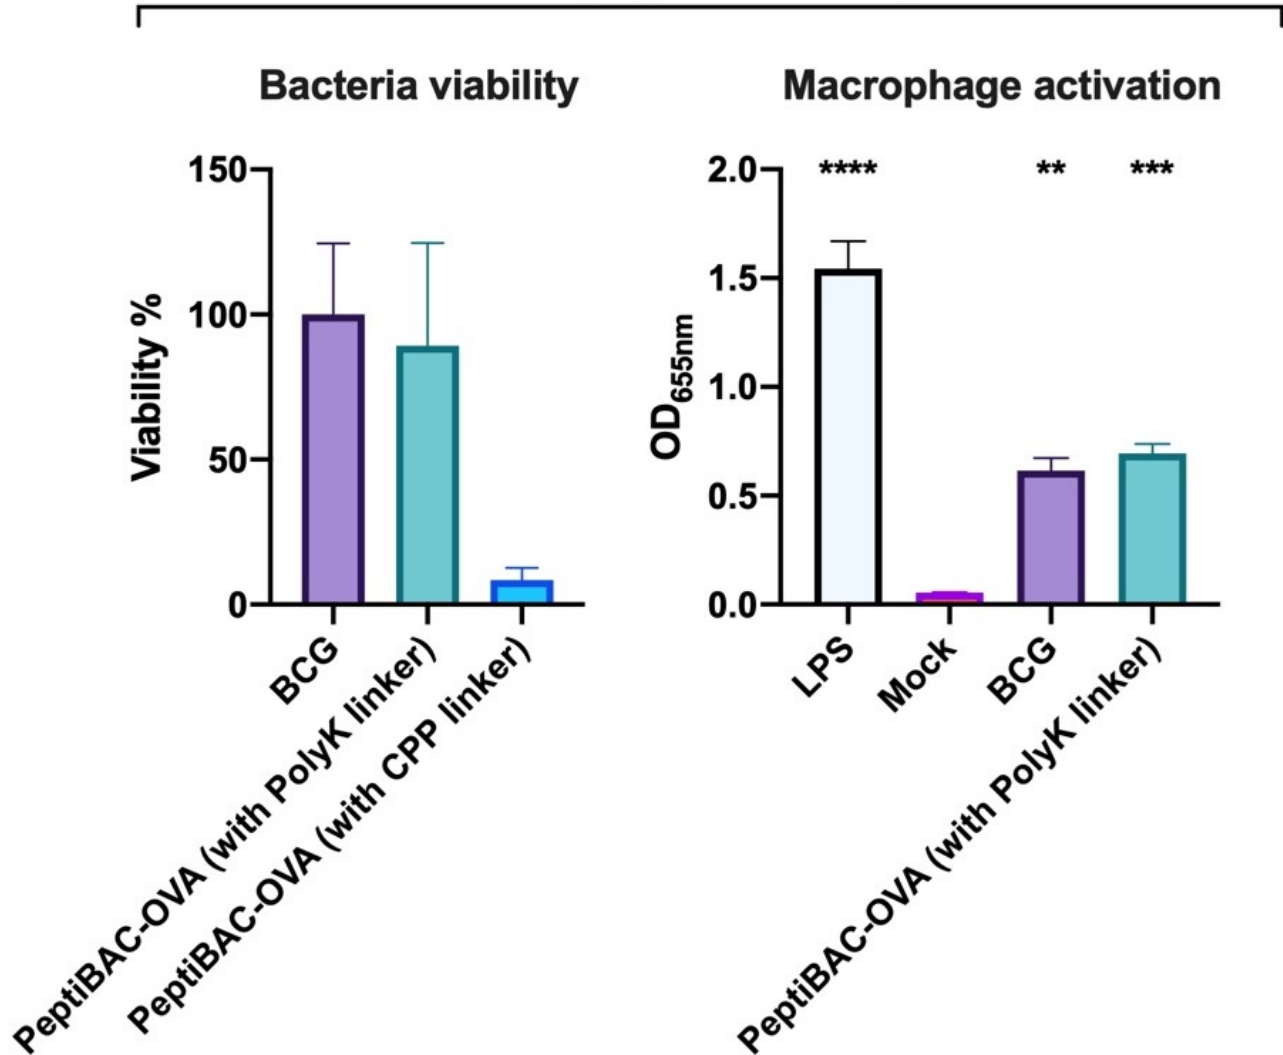 Bacteria viability
Viability %
150
100
50
0
BCG
PeptiBAC-OVA (with PolyK linker)
PeptiBAC-OVA (with CPP linker)
Macrophage activation
OD655nm
2.0
1.5
1.0
0.5
0.0
**** ** ***
LPS
Mock
BCG
PeptiBAC-OVA (with PolyK linker)